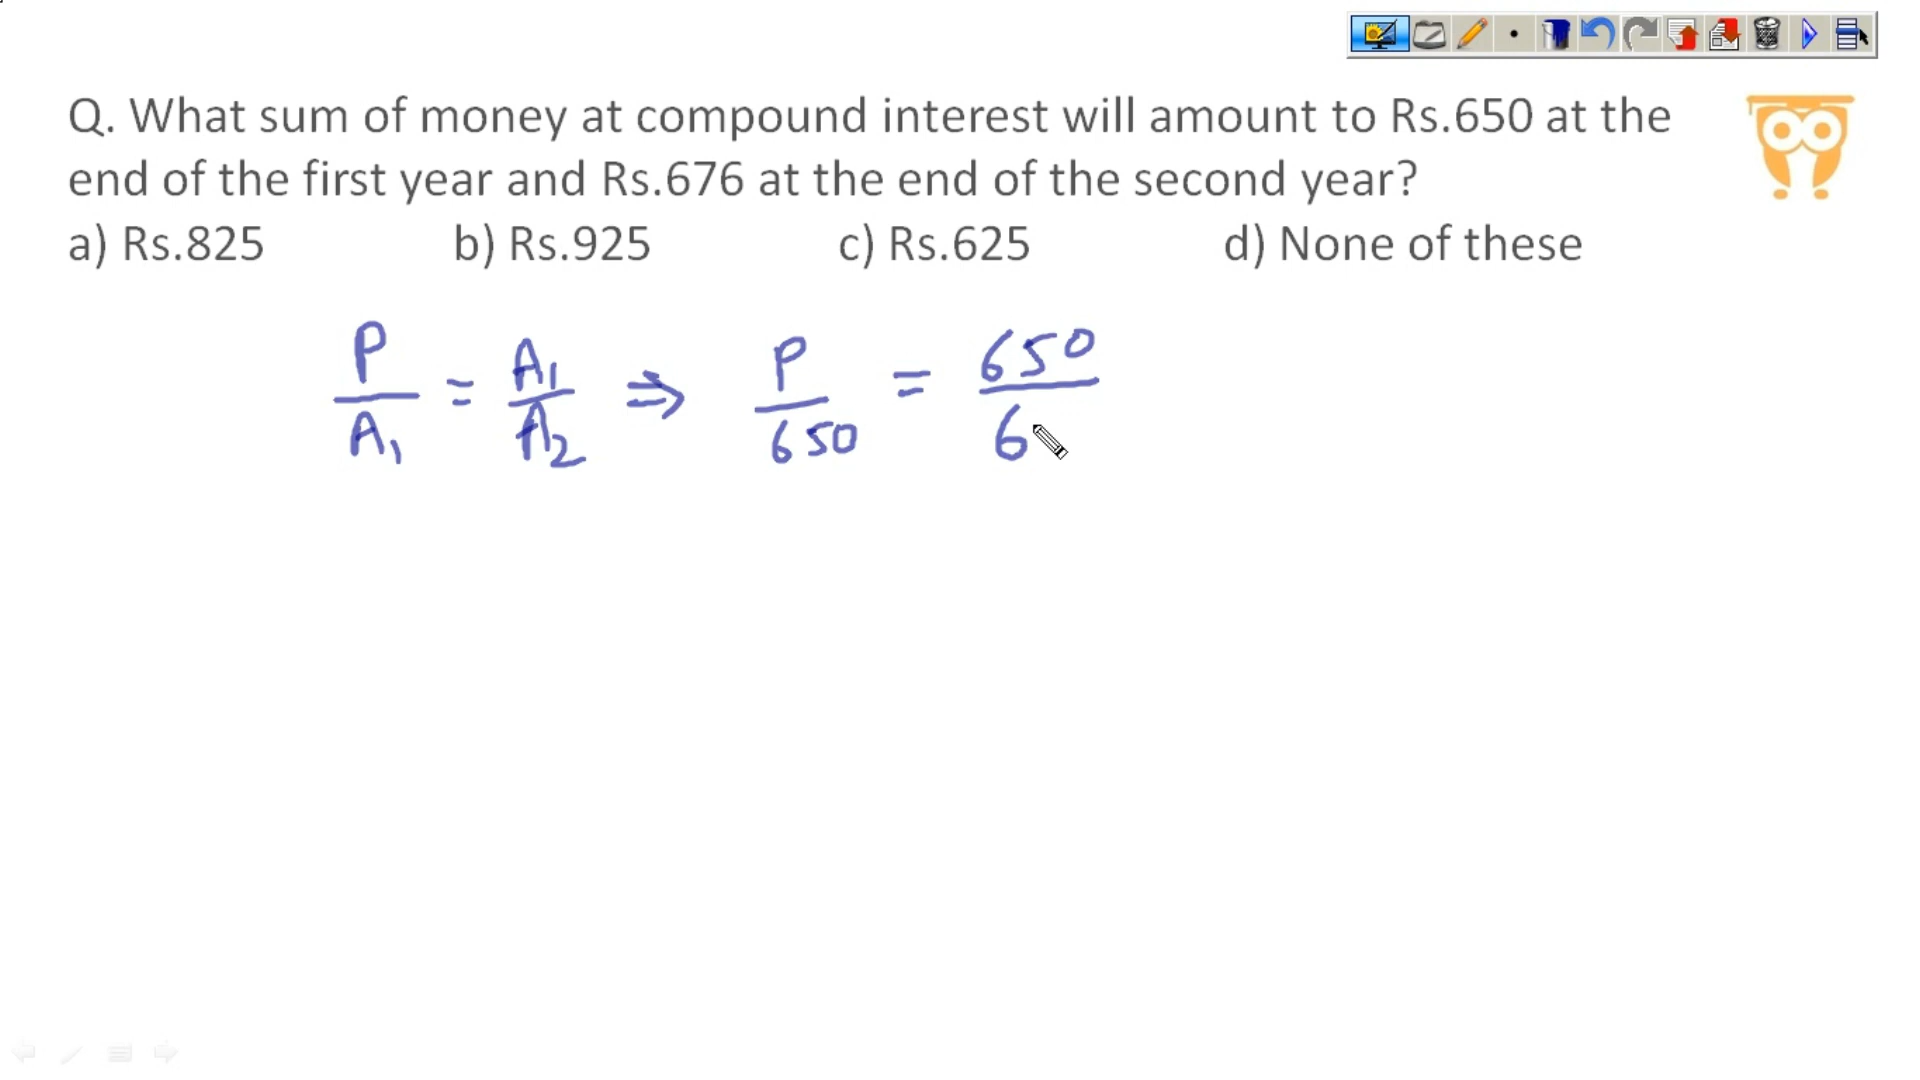 Q. What sum of money at compound interest will amount to Rs.650 at the
end of the first year and Rs.676 at the end of the second year?
a) Rs.825 b) Rs.925 c) Rs.625 d) None of these
P/A₁ = A₁/A₂ ⇒ P/650 = 650/6